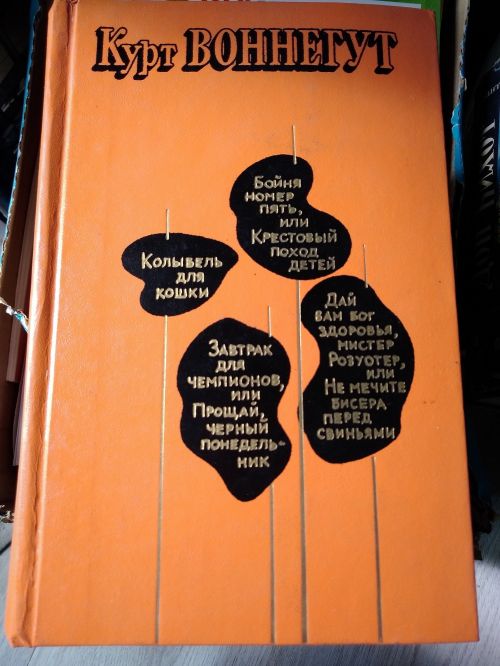 Курт ВОННЕГУТ
Бойня
номер
пять,
или
Крестовый
поход
детей
Колыбель
для
кошки
Дай
вам бог
здоровья,
мистер
Розуотер,
или
Не мечите
бисера
перед
свиньями
Завтрак
для
чемпионов,
или
Прощай,
черный
понедель-
ник